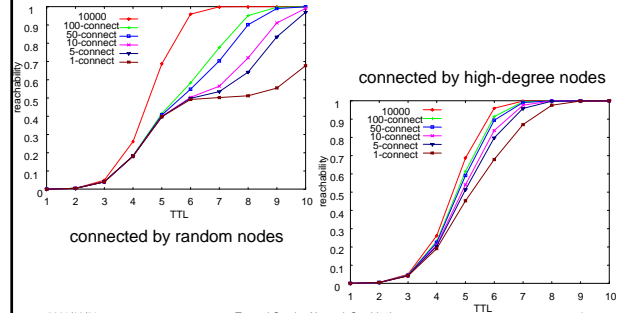 1
0.9
0.8
0.7
0.6
0.5
0.4
0.3
0.2
0.1
0
reachability
10000
100-connect
50-connect
10-connect
5-connect
1-connect
1 2 3 4 5 6 7 8 9 10
TTL
connected by random nodes
connected by high-degree nodes
1
0.9
0.8
0.7
0.6
0.5
0.4
0.3
0.2
0.1
0
reachability
10000
100-connect
50-connect
10-connect
5-connect
1-connect
1 2 3 4 5 6 7 8 9 10
TTL